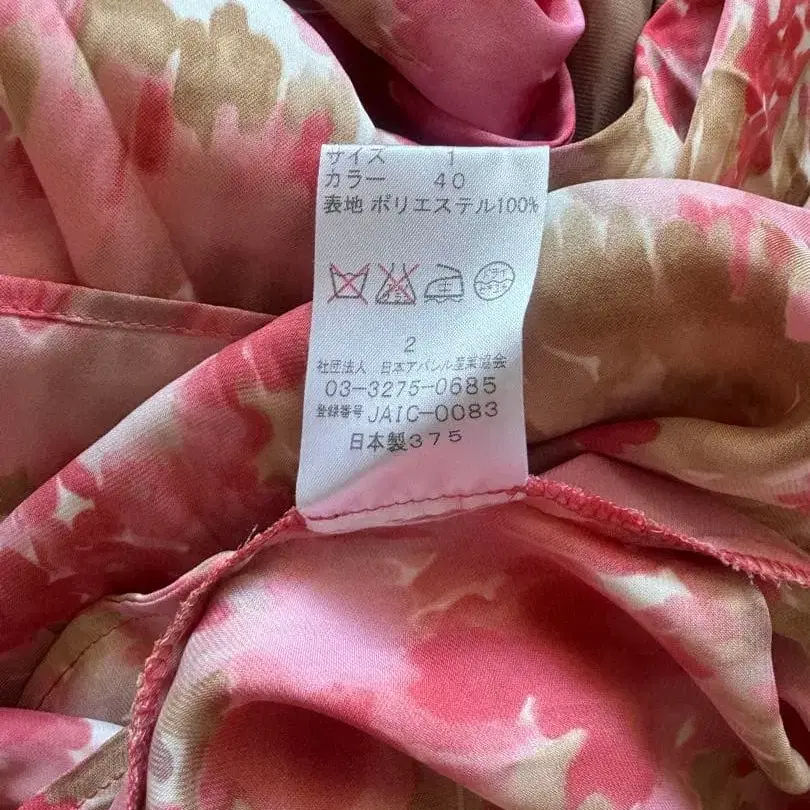 サイズ 1
カラー 40
表地 ポリエステル100%
2
社団法人 日本アパレル産業協会
03-3275-0685
登録番号 JAIC-0083
日本製375